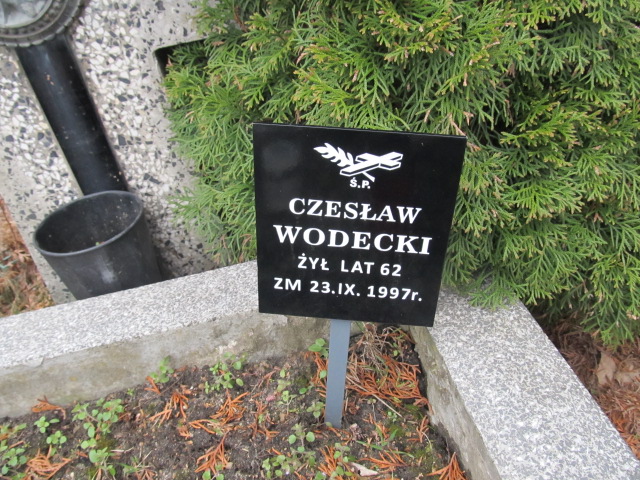 Ś.P.
CZESŁAW
WODECKI
ŻYŁ LAT 62
ZM 23.IX. 1997r.